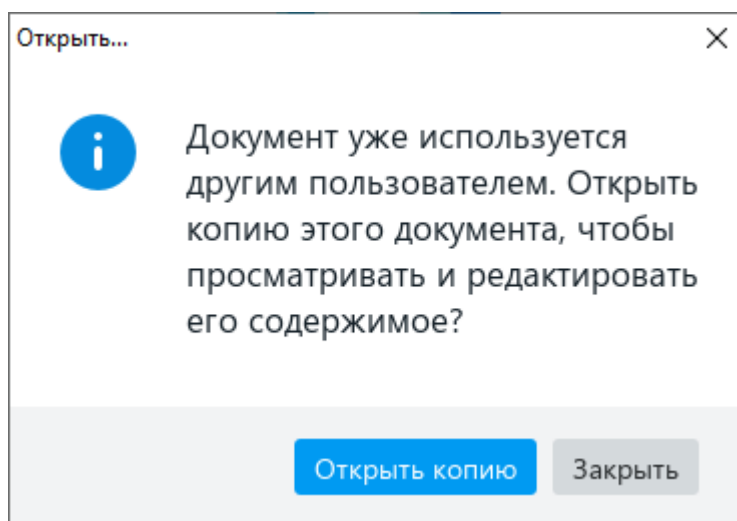 Открыть...
Документ уже используется
другим пользователем. Открыть
копию этого документа, чтобы
просматривать и редактировать
его содержимое?
Открыть копию
Закрыть